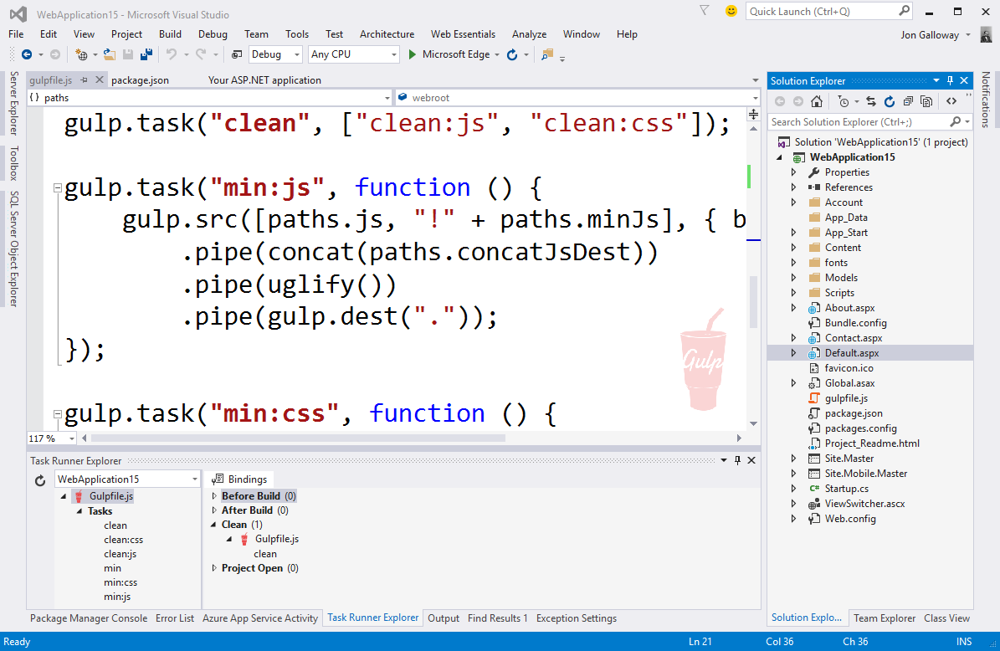 WebApplication15 - Microsoft Visual Studio
Quick Launch (Ctrl+Q)
File Edit View Project Build Debug Team Tools Test Architecture Web Essentials Analyze Window Help
Jon Galloway
Debug Any CPU Microsoft Edge
Server Explorer
Toolbox
SQL Server Object Explorer
gulpfile.js package.json Your ASP.NET application
{ } paths webroot
gulp.task("clean", ["clean:js", "clean:css"]);
gulp.task("min:js", function () {
gulp.src([paths.js, "!" + paths.minJs], { b
.pipe(concat(paths.concatJsDest))
.pipe(uglify())
.pipe(gulp.dest("."));
});
Gulp
gulp.task("min:css", function () {
117 %
Task Runner Explorer
WebApplication15
Gulpfile.js
Tasks
clean
clean:css
clean:js
min
min:css
min:js
Bindings
Before Build (0)
After Build (0)
Clean (1)
Gulpfile.js
clean
Project Open (0)
Package Manager Console Error List Azure App Service Activity Task Runner Explorer Output Find Results 1 Exception Settings
Solution Explorer
Search Solution Explorer (Ctrl+;)
Solution 'WebApplication15' (1 project)
WebApplication15
Properties
References
Account
App_Data
App_Start
Content
fonts
Models
Scripts
About.aspx
Bundle.config
Contact.aspx
Default.aspx
favicon.ico
Global.asax
gulpfile.js
package.json
packages.config
Project_Readme.html
Site.Master
Site.Mobile.Master
C# Startup.cs
ViewSwitcher.ascx
Web.config
Solution Explo... Team Explorer Class View
Notifications
Ready Ln 21 Col 36 Ch 36 INS